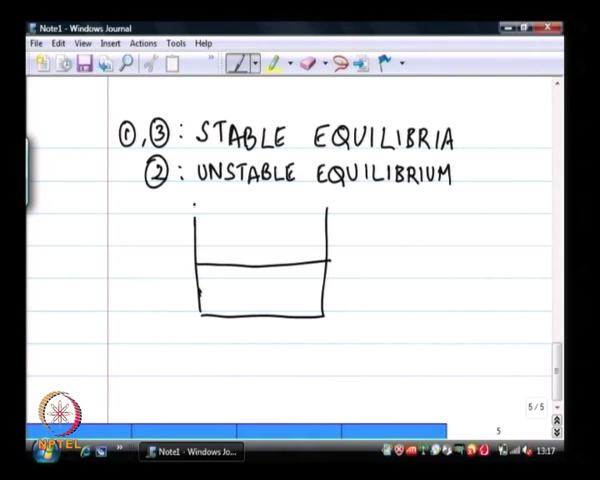 Note1 - Windows Journal
File Edit View Insert Actions Tools Help
①, ③ : STABLE EQUILIBRIA
② : UNSTABLE EQUILIBRIUM
5 / 5
5
NPTEL
Note1 - Windows Jo...
13:17